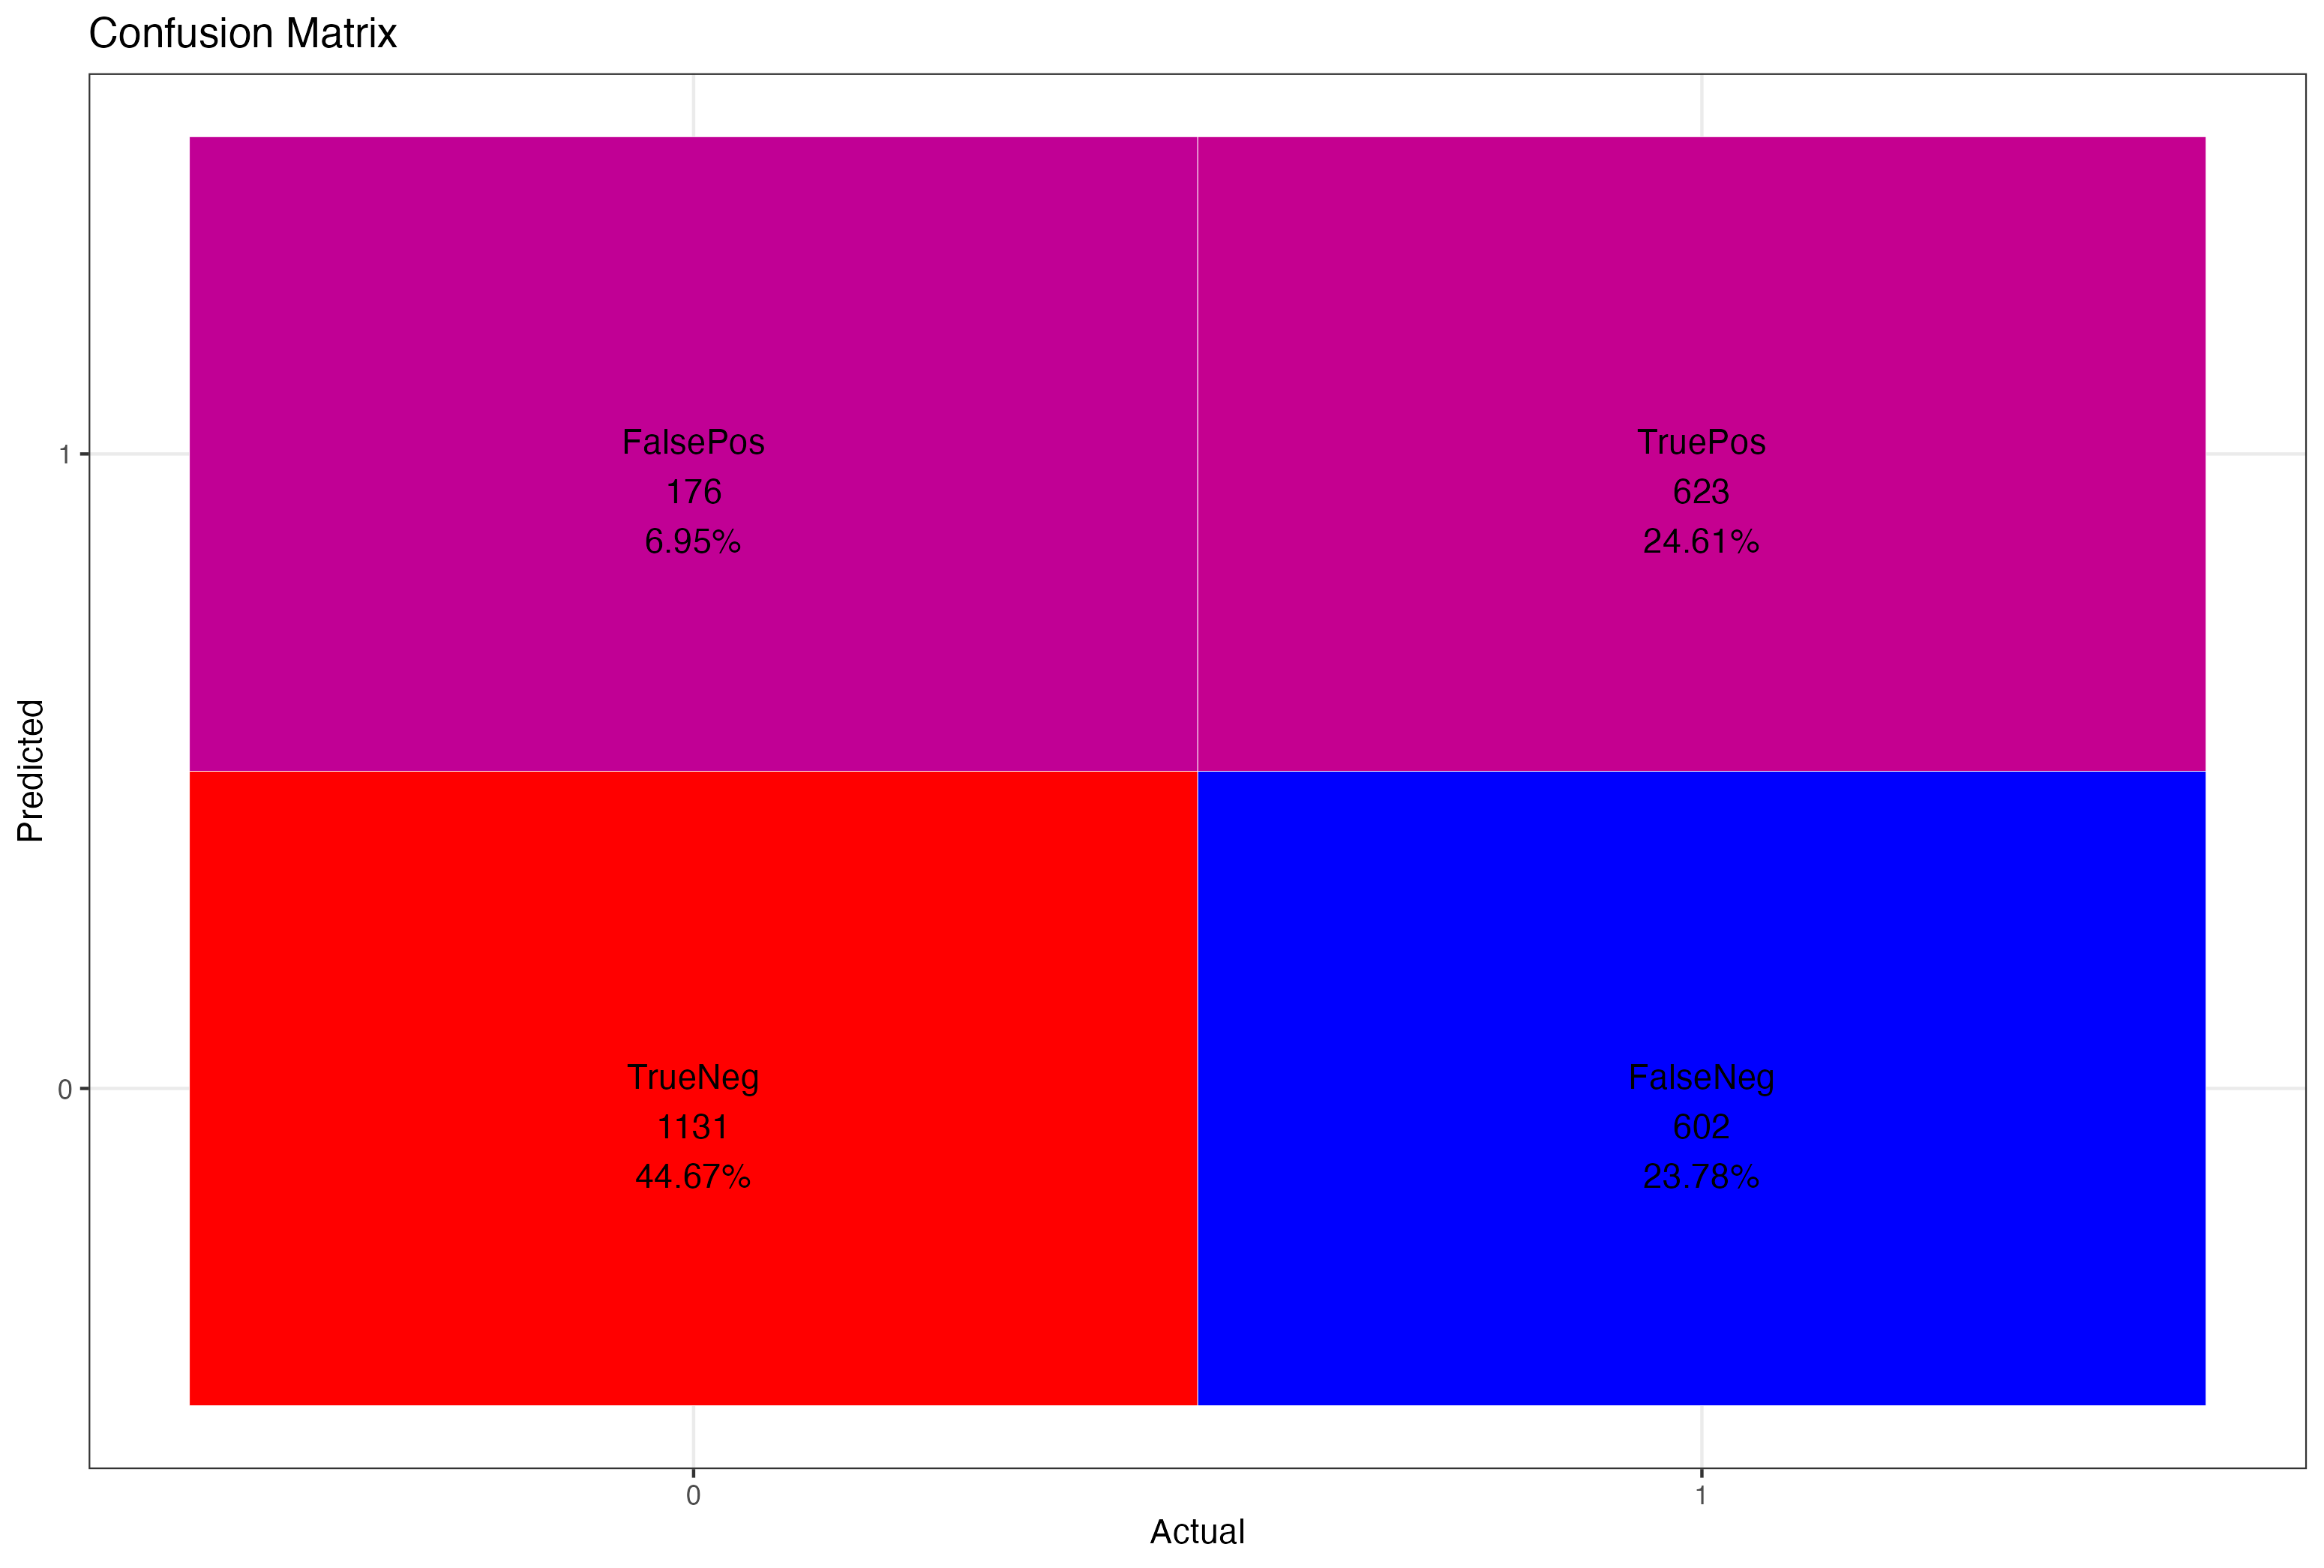 Confusion Matrix
FalsePos
176
6.95%
TruePos
623
24.61%
1
Predicted
TrueNeg
1131
44.67%
FalseNeg
602
23.78%
0
0
1
Actual